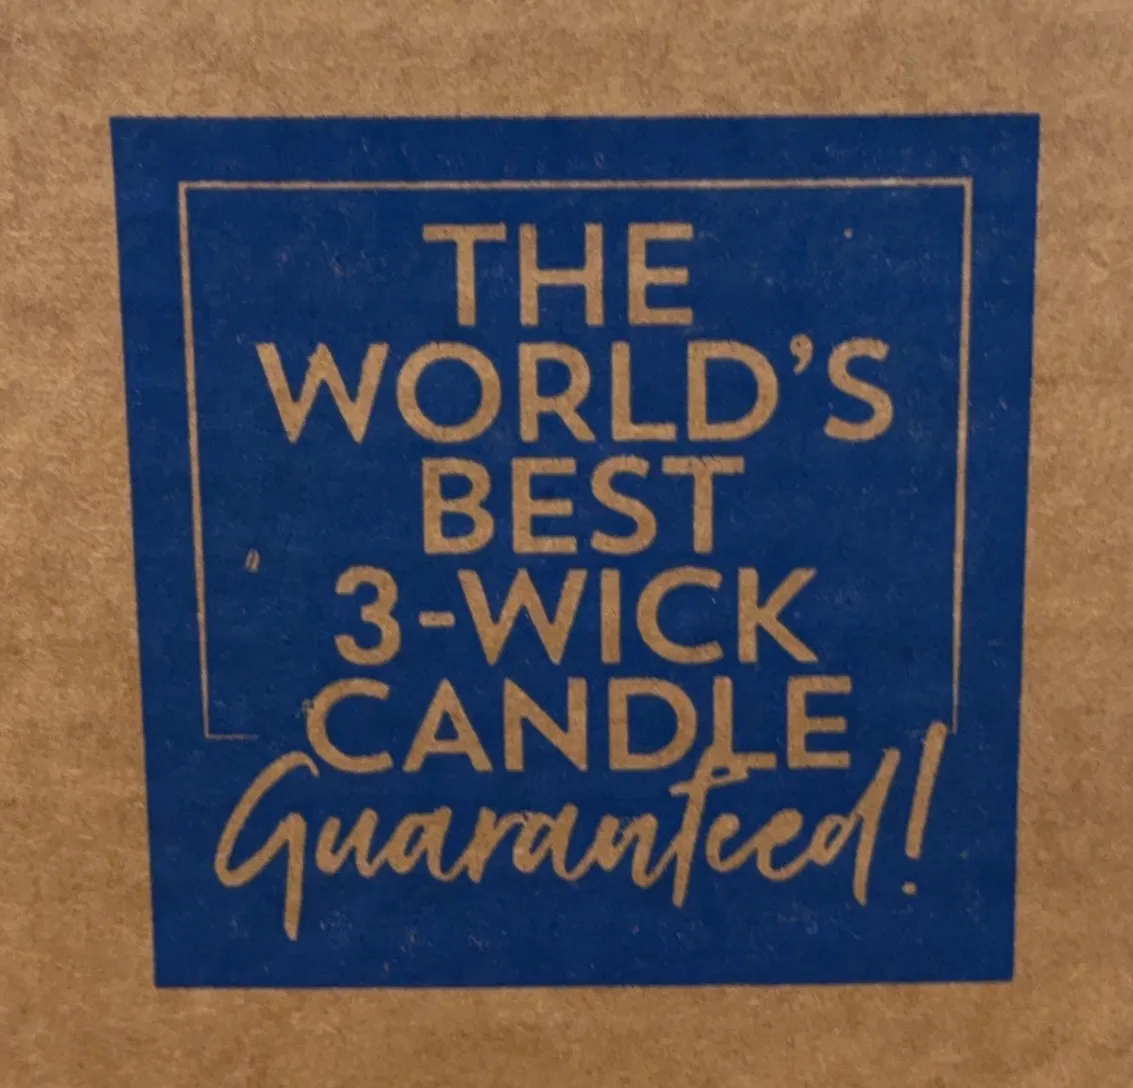 THE
WORLD'S
BEST
3-WICK
CANDLE
Guaranteed!